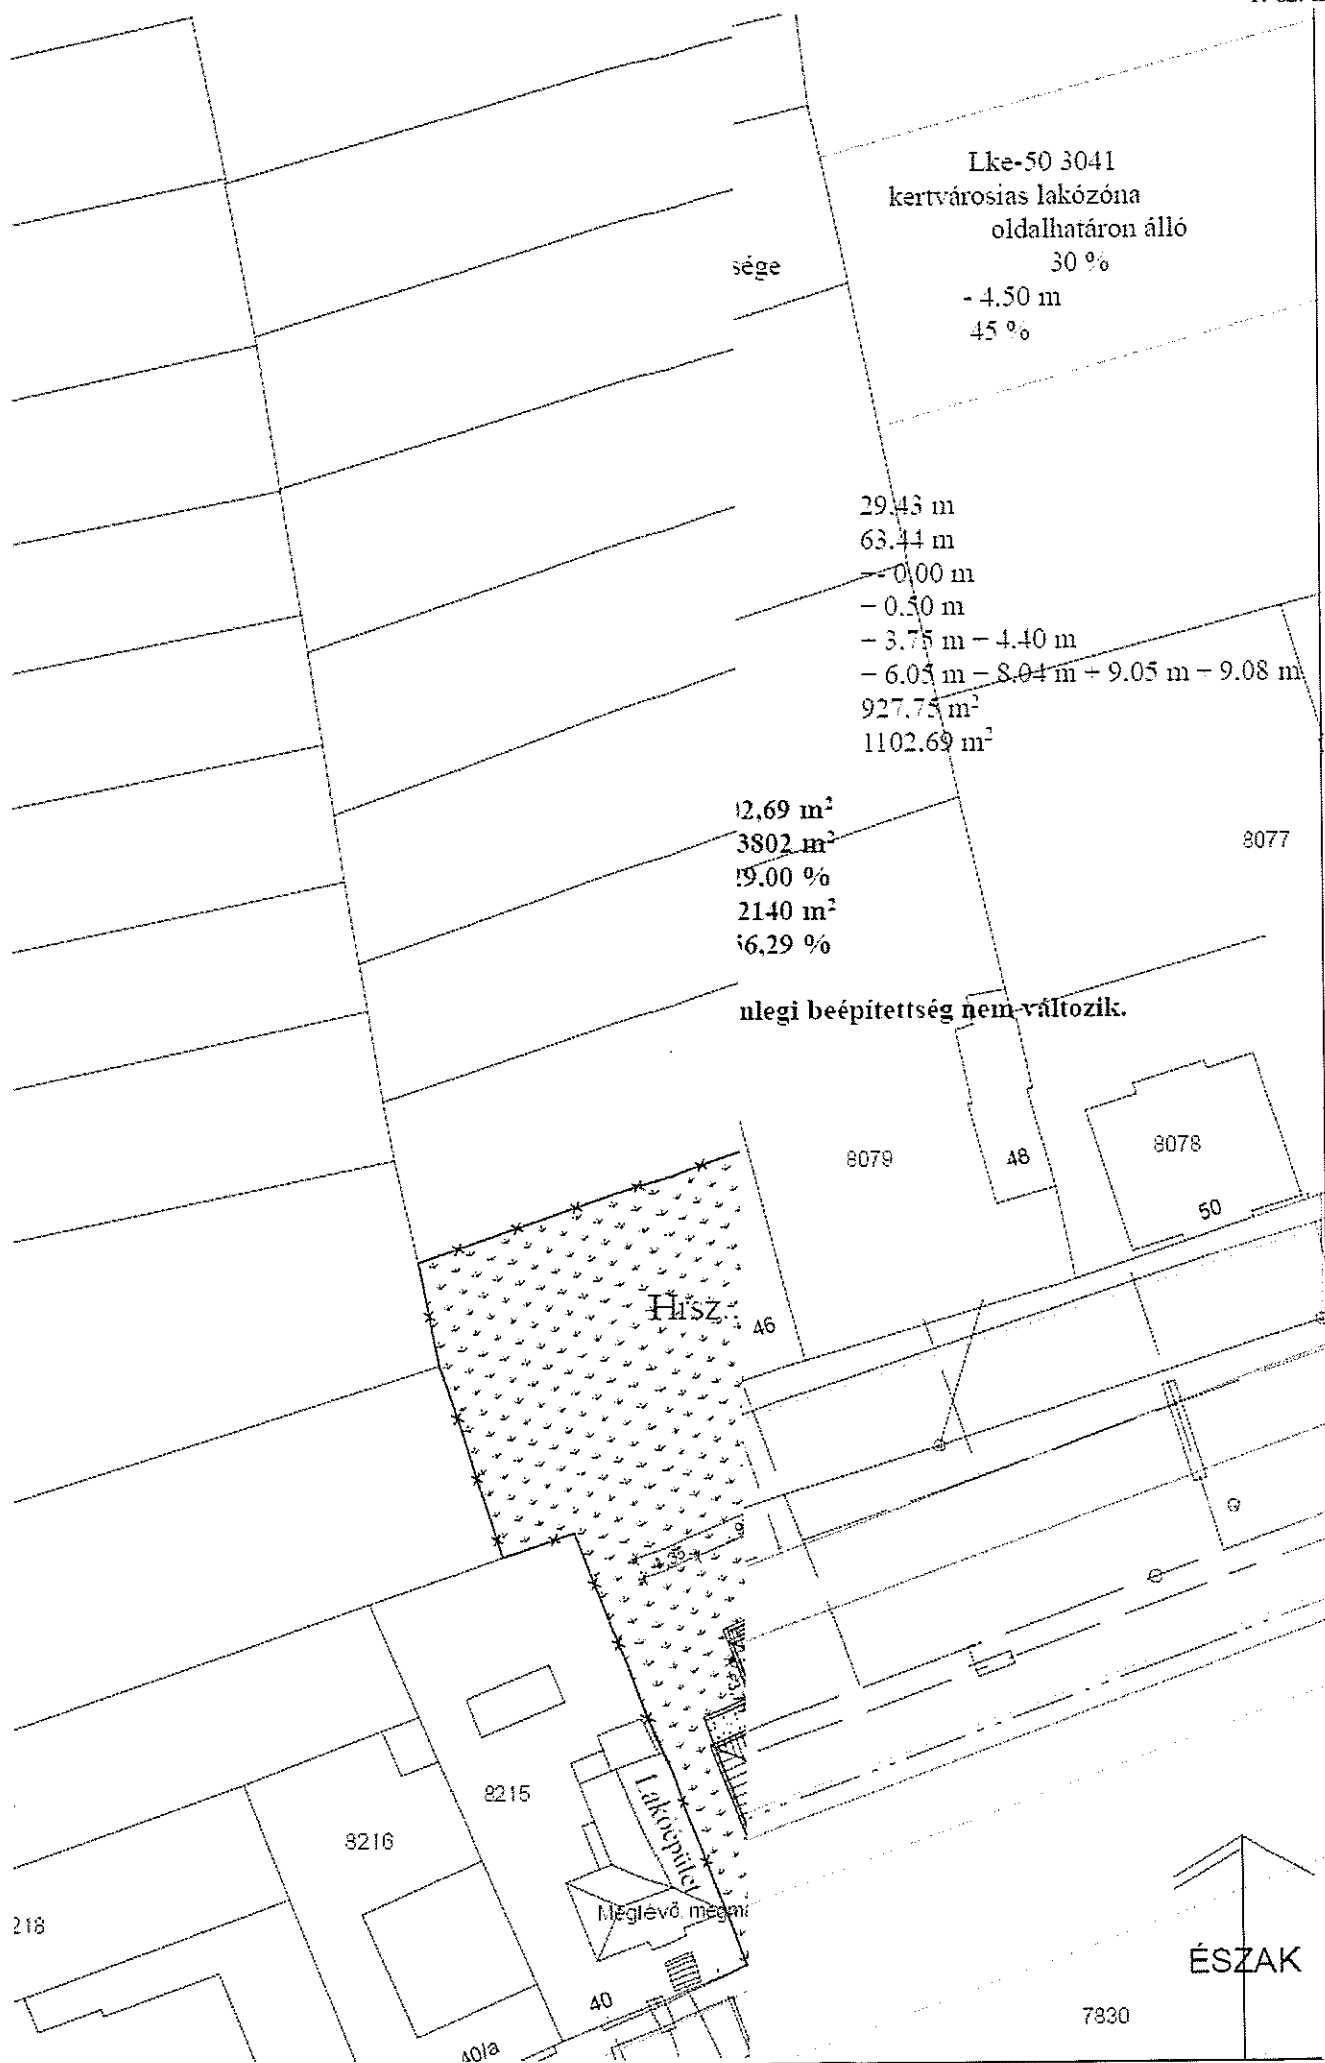 Lke-50 3041
kertvárosias lakózóna
oldalhatáron álló
sége
30 %
- 4.50 m
45 %
29.43 m
63.44 m
-- 0.00 m
– 0.50 m
– 3.75 m – 4.40 m
– 6.05 m – 8.04 m + 9.05 m – 9.08 m
927.75 m²
1102.69 m²
2,69 m²
3802 m²
9.00 %
2140 m²
6,29 %
8077
nlegi beépítettség nem változik.
8079
48
8078
50
Hrsz.:
46
8215
8216
218
Lakóépület
Meglévő, megma
ÉSZAK
40
40/a
7830